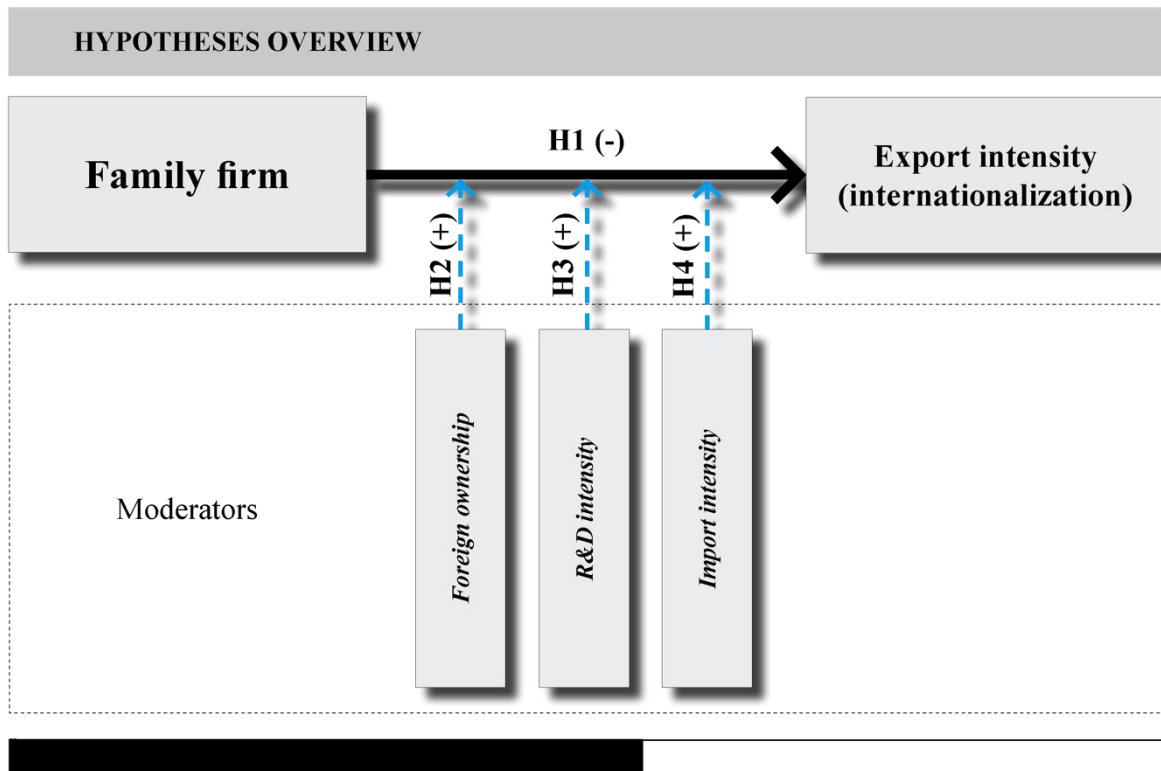 HYPOTHESES OVERVIEW
Family firm
H1 (-)
Export intensity
(internationalization)
H2 (+)
H3 (+)
H4 (+)
Moderators
Foreign ownership
R&D intensity
Import intensity